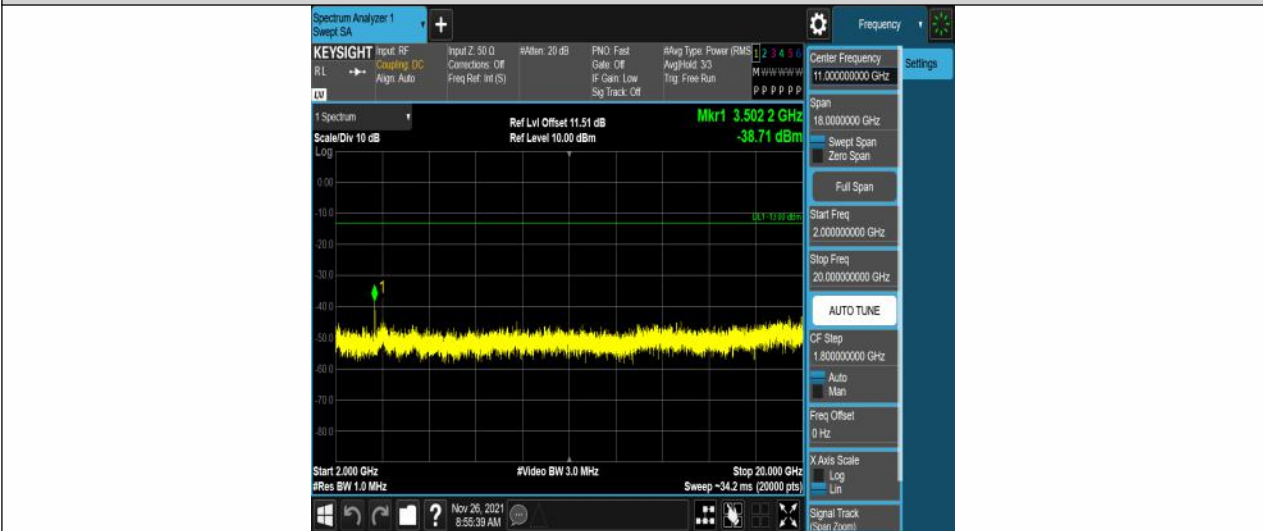 Spectrum Analyzer 1
Swept SA
Frequency
KEYSIGHT
Input: RF
Coupling: DC
Align: Auto
RL
LV
Input Z: 50 Ω
Corrections: Off
Freq Ref: Int (S)
#Atten: 20 dB
PNO: Fast
Gate: Off
IF Gain: Low
Sig Track: Off
#Avg Type: Power (RMS
Avg|Hold: 3/3
Trig: Free Run
1 2 3 4 5 6
M W W W W W
P P P P P P
Center Frequency
11.000000000 GHz
Settings
Span
18.0000000 GHz
Swept Span
Zero Span
Full Span
Start Freq
2.000000000 GHz
Stop Freq
20.000000000 GHz
AUTO TUNE
CF Step
1.800000000 GHz
Auto
Man
Freq Offset
0 Hz
X Axis Scale
Log
Lin
Signal Track
(Span Zoom)
1 Spectrum
Scale/Div 10 dB
Log
Ref Lvl Offset 11.51 dB
Ref Level 10.00 dBm
Mkr1 3.502 2 GHz
-38.71 dBm
0.00
-10.0
DL1 -13.00 dBm
-20.0
-30.0
1
-40.0
-50.0
-60.0
-70.0
-80.0
Start 2.000 GHz
#Res BW 1.0 MHz
#Video BW 3.0 MHz
Stop 20.000 GHz
Sweep ~34.2 ms (20000 pts)
?
Nov 26, 2021
8:55:39 AM